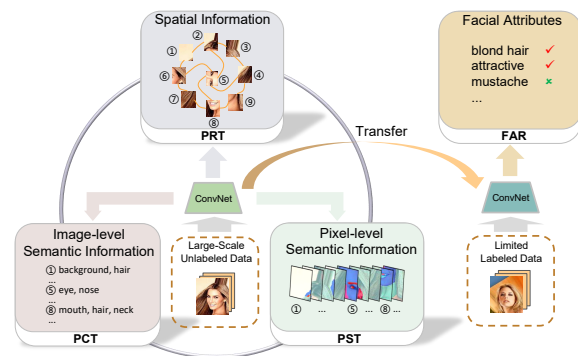 Spatial Information
① ② ③
⑥ ⑤ ④
⑦ ⑧ ⑨
PRT
Facial Attributes
blond hair ✓
attractive ✓
mustache ×
...
FAR
Transfer
ConvNet
ConvNet
Image-level
Semantic Information
① background, hair
...
⑤ eye, nose
...
⑧ mouth, hair, neck
...
PCT
Large-Scale
Unlabeled Data
Pixel-level
Semantic Information
① ... ⑤ ... ⑧ ...
PST
Limited
Labeled Data